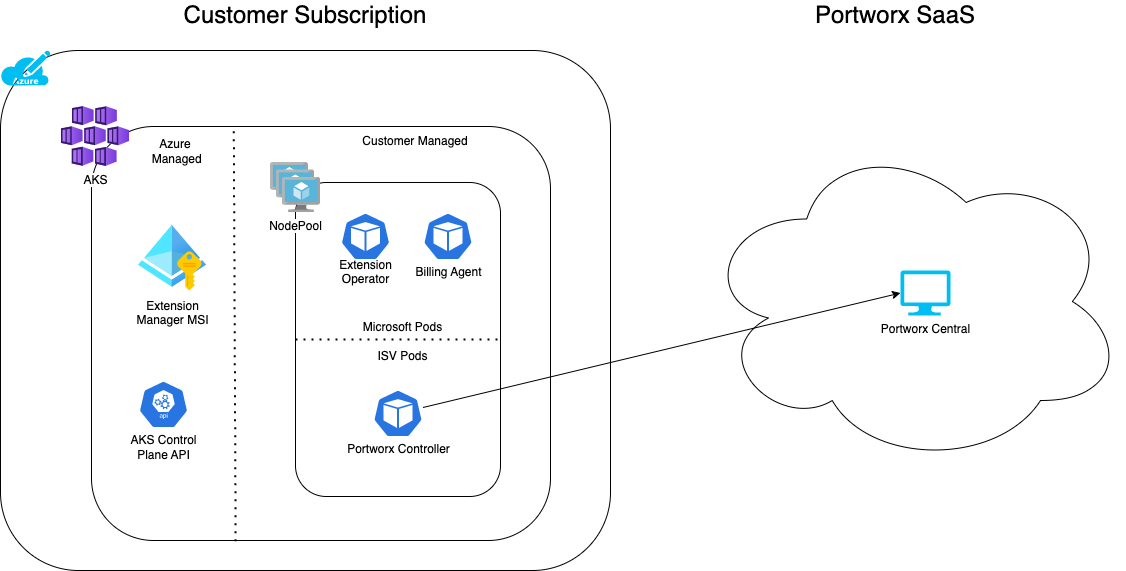 Customer Subscription
Portworx SaaS
Azure
AKS
Azure
Managed
Customer Managed
NodePool
Extension
Operator
Billing Agent
Extension
Manager MSI
Microsoft Pods
ISV Pods
Portworx Central
api
AKS Control
Plane API
Portworx Controller